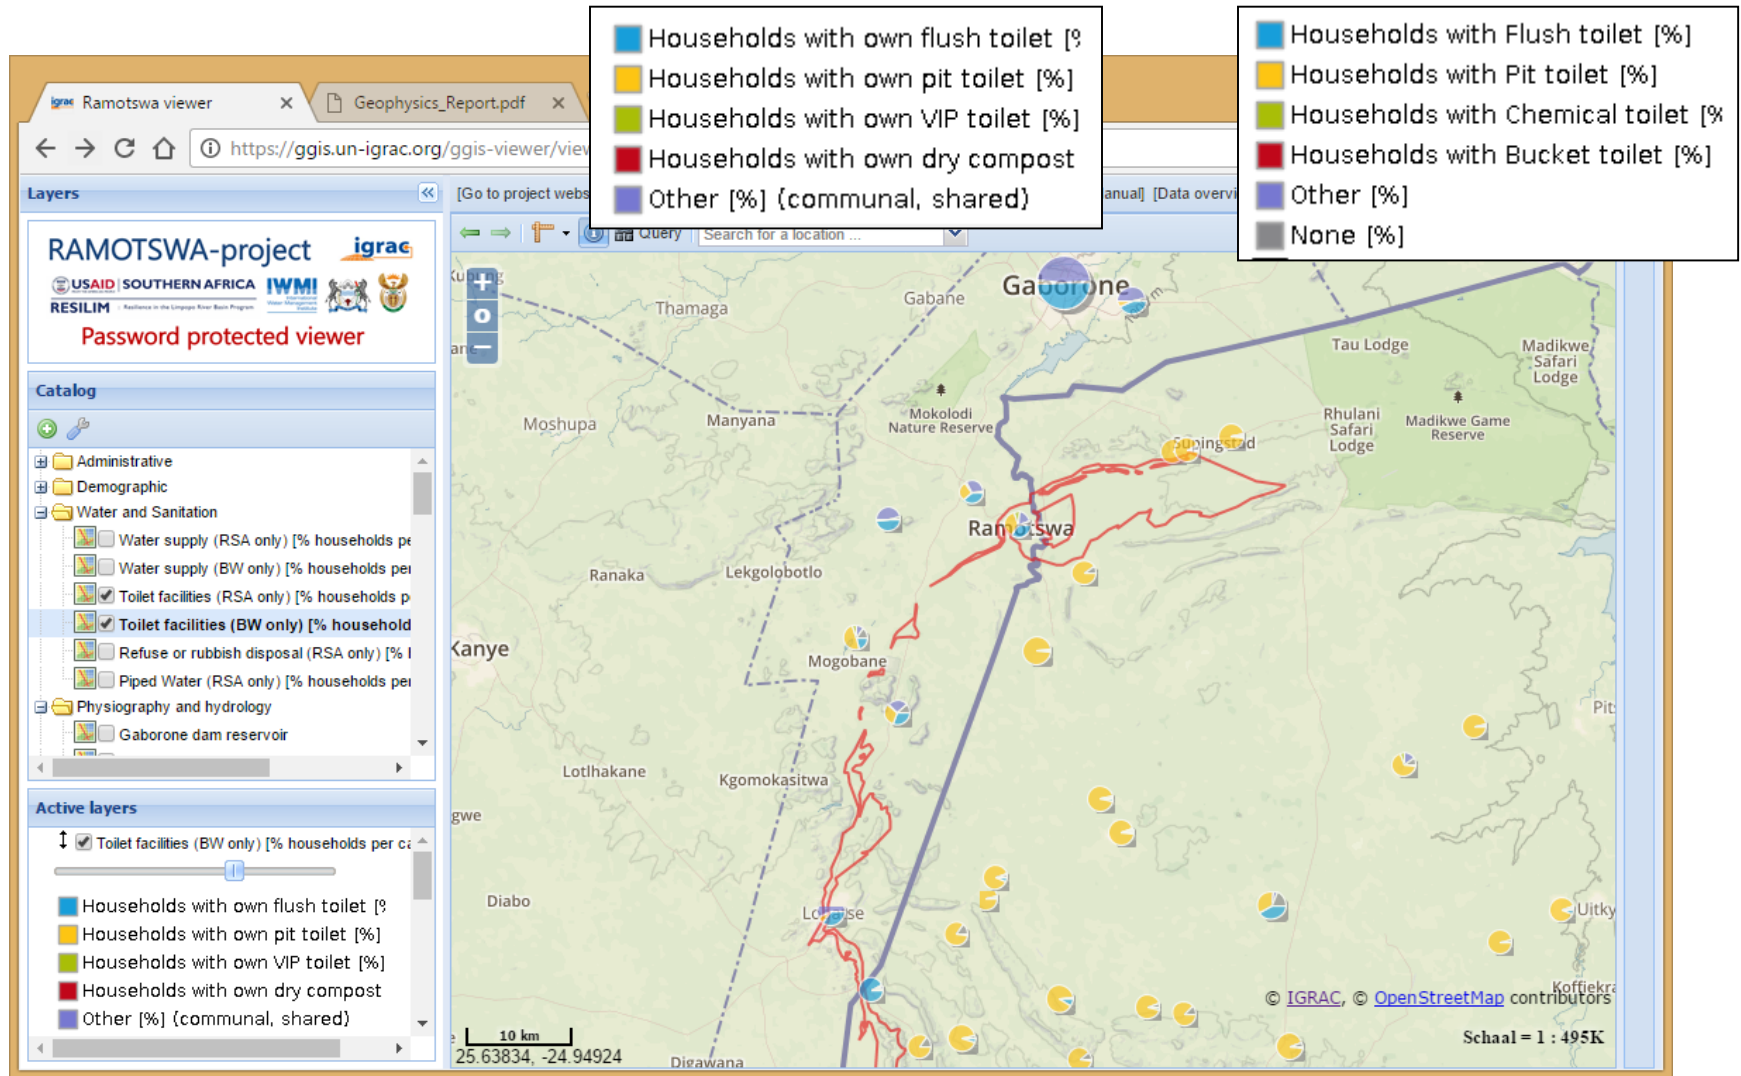 Households with own flush toilet [%
Households with own pit toilet [%]
Households with own VIP toilet [%]
Households with own dry compost
Other [%] (communal, shared)
Households with Flush toilet [%]
Households with Pit toilet [%]
Households with Chemical toilet [%
Households with Bucket toilet [%]
Other [%]
None [%]
igrac Ramotswa viewer
Geophysics_Report.pdf
https://ggis.un-igrac.org/ggis-viewer/view
Layers
[Go to project webs
anual] [Data overvi
Query
Search for a location ...
RAMOTSWA-project igrac
USAID SOUTHERN AFRICA IWMI
RESILIM
Password protected viewer
Catalog
Administrative
Demographic
Water and Sanitation
Water supply (RSA only) [% households pe
Water supply (BW only) [% households per
Toilet facilities (RSA only) [% households p
Toilet facilities (BW only) [% household
Refuse or rubbish disposal (RSA only) [%
Piped Water (RSA only) [% households per
Physiography and hydrology
Gaborone dam reservoir
Active layers
Toilet facilities (BW only) [% households per ca
Households with own flush toilet [%
Households with own pit toilet [%]
Households with own VIP toilet [%]
Households with own dry compost
Other [%] (communal, shared)
Kubung
Thamaga
Gabane
Gaborone
Tau Lodge
Madikwe
Safari
Lodge
Moshupa
Manyana
Mokolodi
Nature Reserve
Rhulani
Safari
Lodge
Madikwe Game
Reserve
Supingstad
Ramotswa
Ranaka
Lekgolobotlo
Kanye
Mogobane
Pit
Lotlhakane
Kgomokasitwa
gwe
Diabo
Lobatse
Uitky
Koffiekra
© IGRAC, © OpenStreetMap contributors
10 km
Schaal = 1 : 495K
25.63834, -24.94924
Digawana